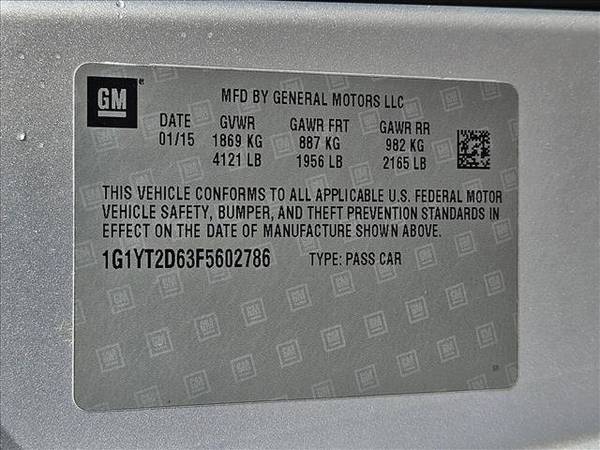 GM
MFD BY GENERAL MOTORS LLC
DATE GVWR GAWR FRT GAWR RR
01/15 1869 KG 887 KG 982 KG
4121 LB 1956 LB 2165 LB
THIS VEHICLE CONFORMS TO ALL APPLICABLE U.S. FEDERAL MOTOR
VEHICLE SAFETY, BUMPER, AND THEFT PREVENTION STANDARDS IN
EFFECT ON THE DATE OF MANUFACTURE SHOWN ABOVE.
1G1YT2D63F5602786 TYPE: PASS CAR